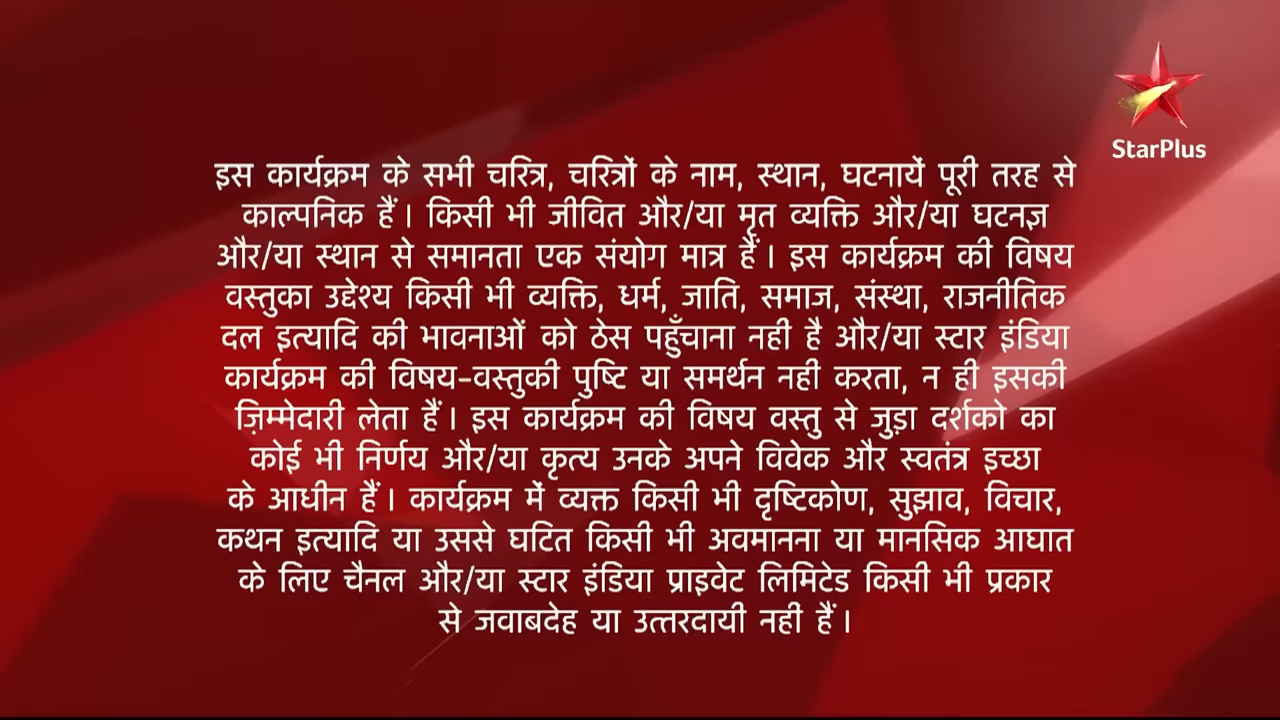 StarPlus
इस कार्यक्रम के सभी चरित्र, चरित्रों के नाम, स्थान, घटनायें पूरी तरह से
काल्पनिक हैं। किसी भी जीवित और/या मृत व्यक्ति और/या घटनज्ञ
और/या स्थान से समानता एक संयोग मात्र हैं। इस कार्यक्रम की विषय
वस्तुका उद्देश्य किसी भी व्यक्ति, धर्म, जाति, समाज, संस्था, राजनीतिक
दल इत्यादि की भावनाओं को ठेस पहुँचाना नही है और/या स्टार इंडिया
कार्यक्रम की विषय-वस्तुकी पुष्टि या समर्थन नही करता, न ही इसकी
ज़िम्मेदारी लेता हैं। इस कार्यक्रम की विषय वस्तु से जुड़ा दर्शको का
कोई भी निर्णय और/या कृत्य उनके अपने विवेक और स्वतंत्र इच्छा
के आधीन हैं। कार्यक्रम में व्यक्त किसी भी दृष्टिकोण, सुझाव, विचार,
कथन इत्यादि या उससे घटित किसी भी अवमानना या मानसिक आघात
के लिए चैनल और/या स्टार इंडिया प्राइवेट लिमिटेड किसी भी प्रकार
से जवाबदेह या उत्तरदायी नही हैं।